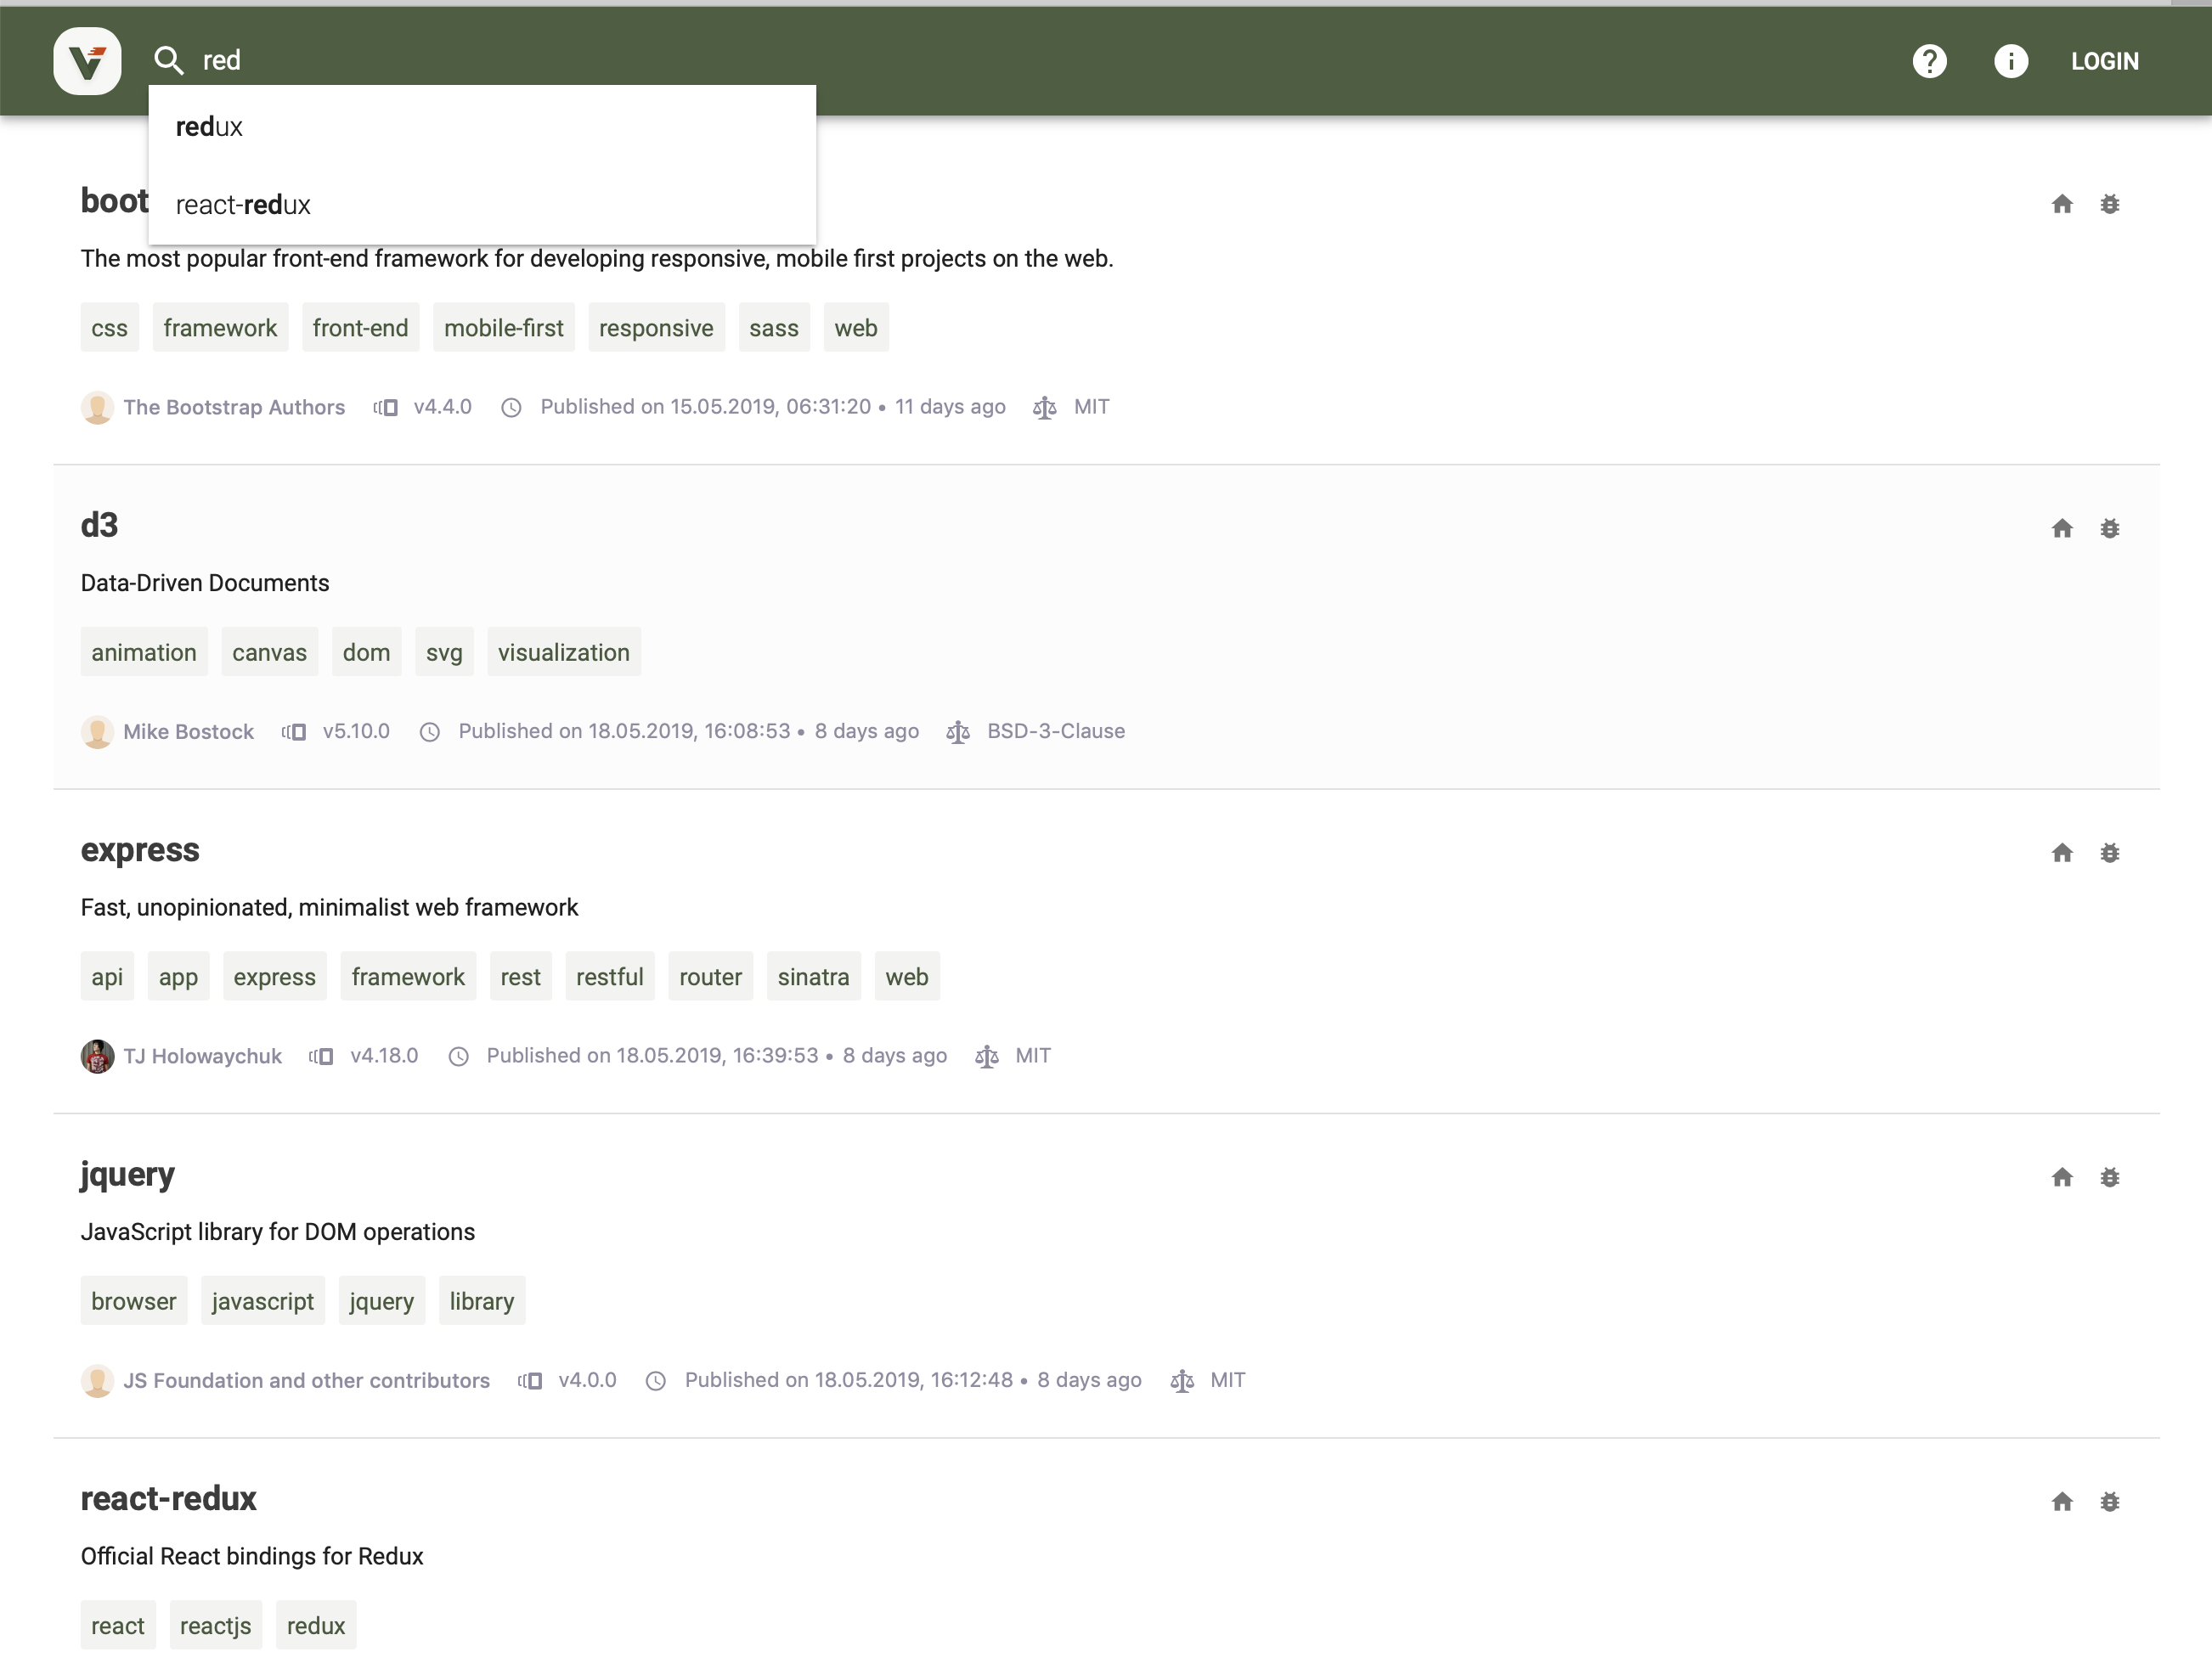 red
LOGIN
redux
react-redux
boot
The most popular front-end framework for developing responsive, mobile first projects on the web.
css framework front-end mobile-first responsive sass web
The Bootstrap Authors v4.4.0 Published on 15.05.2019, 06:31:20 • 11 days ago MIT
d3
Data-Driven Documents
animation canvas dom svg visualization
Mike Bostock v5.10.0 Published on 18.05.2019, 16:08:53 • 8 days ago BSD-3-Clause
express
Fast, unopinionated, minimalist web framework
api app express framework rest restful router sinatra web
TJ Holowaychuk v4.18.0 Published on 18.05.2019, 16:39:53 • 8 days ago MIT
jquery
JavaScript library for DOM operations
browser javascript jquery library
JS Foundation and other contributors v4.0.0 Published on 18.05.2019, 16:12:48 • 8 days ago MIT
react-redux
Official React bindings for Redux
react reactjs redux